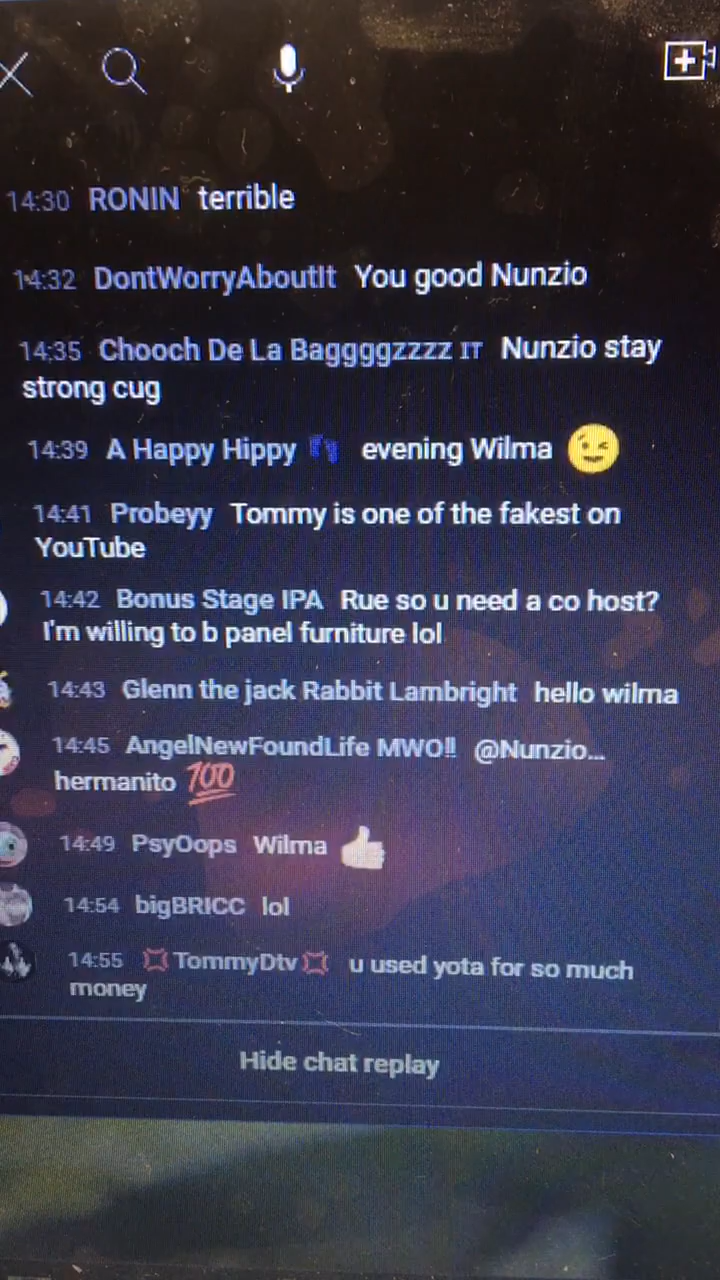 14:30 RONIN terrible
14:32 DontWorryAboutIt You good Nunzio
14:35 Chooch De La Baggggzzzz IT Nunzio stay
strong cug
14:39 A Happy Hippy 👣 evening Wilma 😉
14:41 Probeyy Tommy is one of the fakest on
YouTube
14:42 Bonus Stage IPA Rue so u need a co host?
I'm willing to b panel furniture lol
14:43 Glenn the jack Rabbit Lambright hello wilma
14:45 AngelNewFoundLife MWO!! @Nunzio...
hermanito 💯
14:49 PsyOops Wilma 👍
14:54 bigBRICC lol
14:55 💢TommyDtv💢 u used yota for so much
money
Hide chat replay